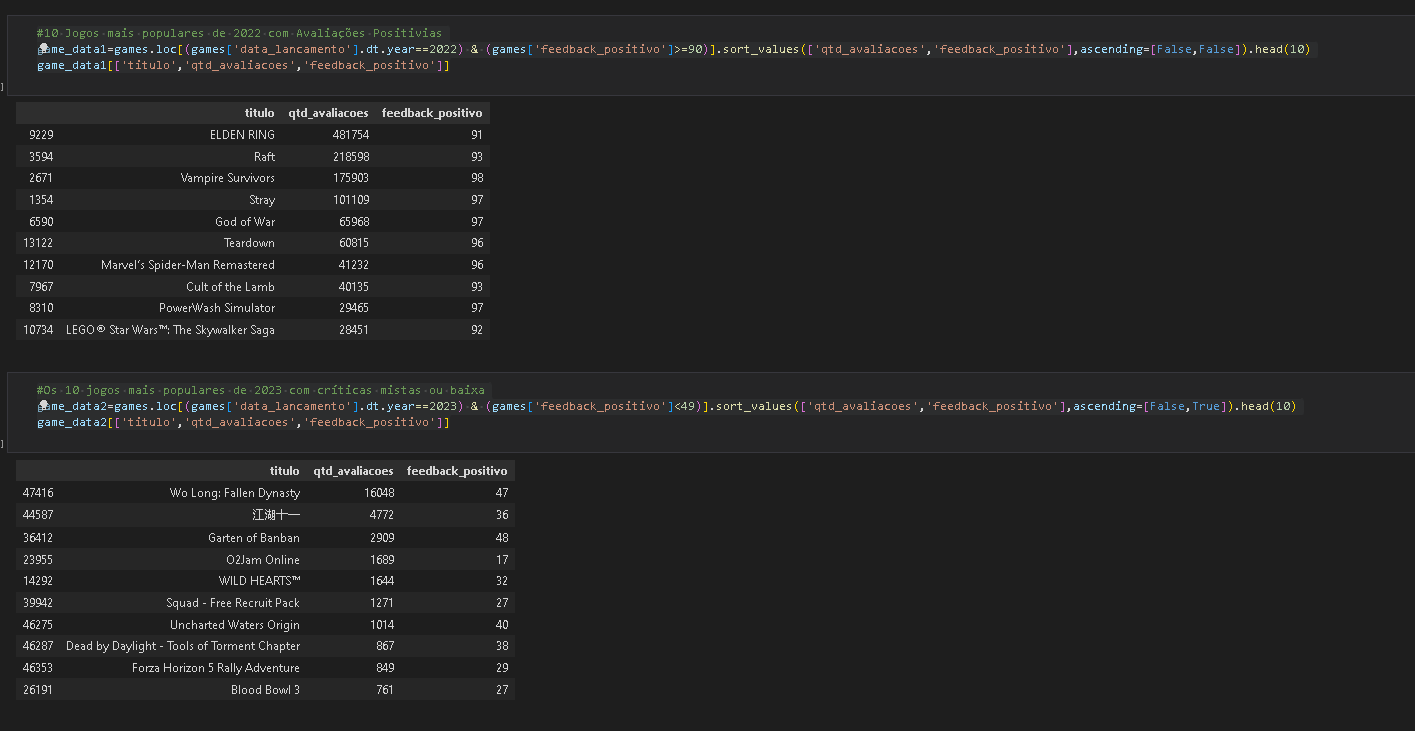 #10 Jogos mais populares de 2022 com Avaliações Positivias
game_data1=games.loc[(games['data_lancamento'].dt.year==2022) & (games['feedback_positivo']>=90)].sort_values(['qtd_avaliacoes','feedback_positivo'],ascending=[False,False]).head(10)
game_data1[['titulo','qtd_avaliacoes','feedback_positivo']]
]
titulo qtd_avaliacoes feedback_positivo
9229 ELDEN RING 481754 91
3594 Raft 218598 93
2671 Vampire Survivors 175903 98
1354 Stray 101109 97
6590 God of War 65968 97
13122 Teardown 60815 96
12170 Marvel's Spider-Man Remastered 41232 96
7967 Cult of the Lamb 40135 93
8310 PowerWash Simulator 29465 97
10734 LEGO® Star Wars™: The Skywalker Saga 28451 92
#Os 10 jogos mais populares de 2023 com críticas mistas ou baixa
game_data2=games.loc[(games['data_lancamento'].dt.year==2023) & (games['feedback_positivo']<49)].sort_values(['qtd_avaliacoes','feedback_positivo'],ascending=[False,True]).head(10)
game_data2[['titulo','qtd_avaliacoes','feedback_positivo']]
]
titulo qtd_avaliacoes feedback_positivo
47416 Wo Long: Fallen Dynasty 16048 47
44587 江湖十一 4772 36
36412 Garten of Banban 2909 48
23955 O2Jam Online 1689 17
14292 WILD HEARTS™ 1644 32
39942 Squad - Free Recruit Pack 1271 27
46275 Uncharted Waters Origin 1014 40
46287 Dead by Daylight - Tools of Torment Chapter 867 38
46353 Forza Horizon 5 Rally Adventure 849 29
26191 Blood Bowl 3 761 27